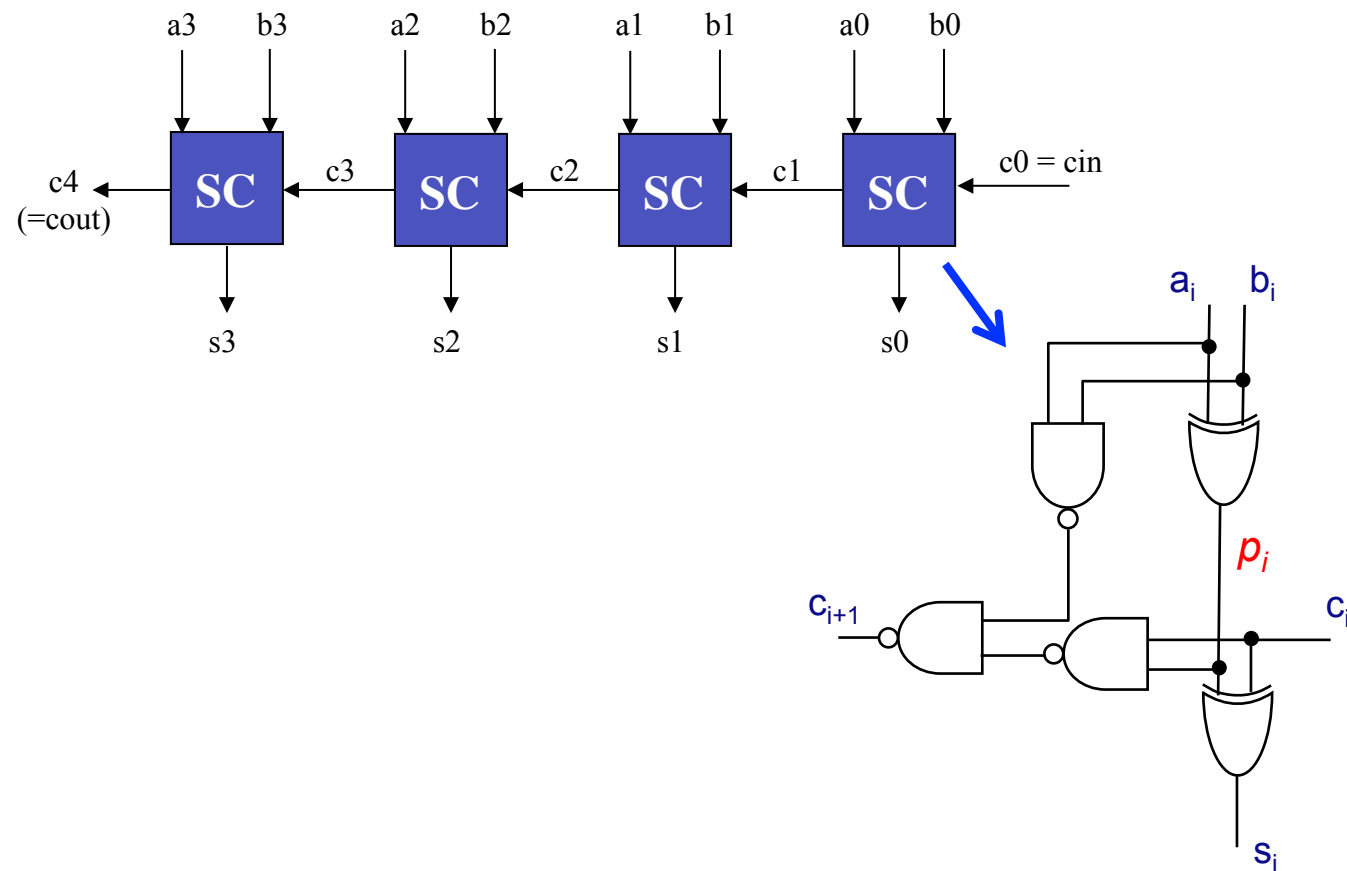 a3 b3 a2 b2 a1 b1 a0 b0
SC SC SC SC
c4
(=cout)
c3 c2 c1 c0 = cin
s3 s2 s1 s0
aᵢ bᵢ
pᵢ
cᵢ₊₁ cᵢ
sᵢ